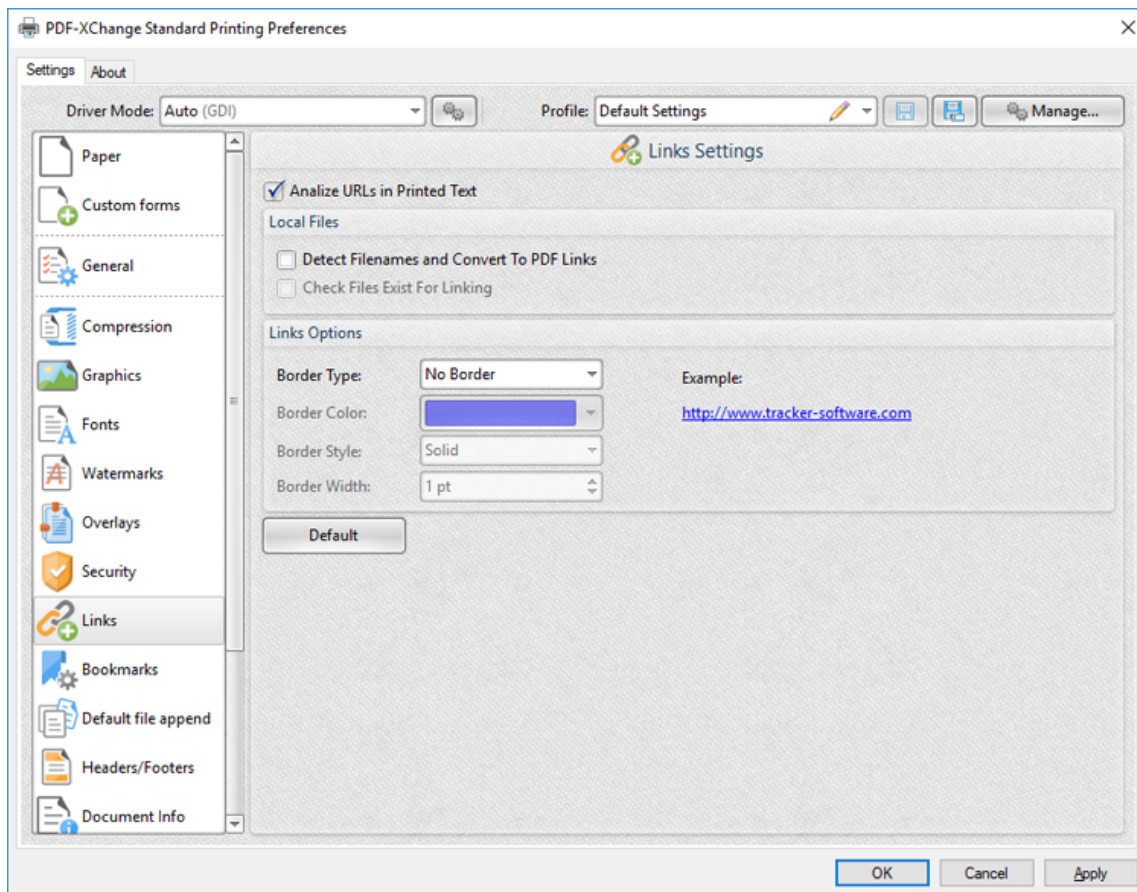 PDF-XChange Standard Printing Preferences
Settings About
Driver Mode: Auto (GDI) Profile: Default Settings Manage...
Paper
Custom forms
General
Compression
Graphics
Fonts
Watermarks
Overlays
Security
Links
Bookmarks
Default file append
Headers/Footers
Document Info
Links Settings
Analize URLs in Printed Text
Local Files
Detect Filenames and Convert To PDF Links
Check Files Exist For Linking
Links Options
Border Type: No Border Example:
Border Color: http://www.tracker-software.com
Border Style: Solid
Border Width: 1 pt
Default
OK Cancel Apply